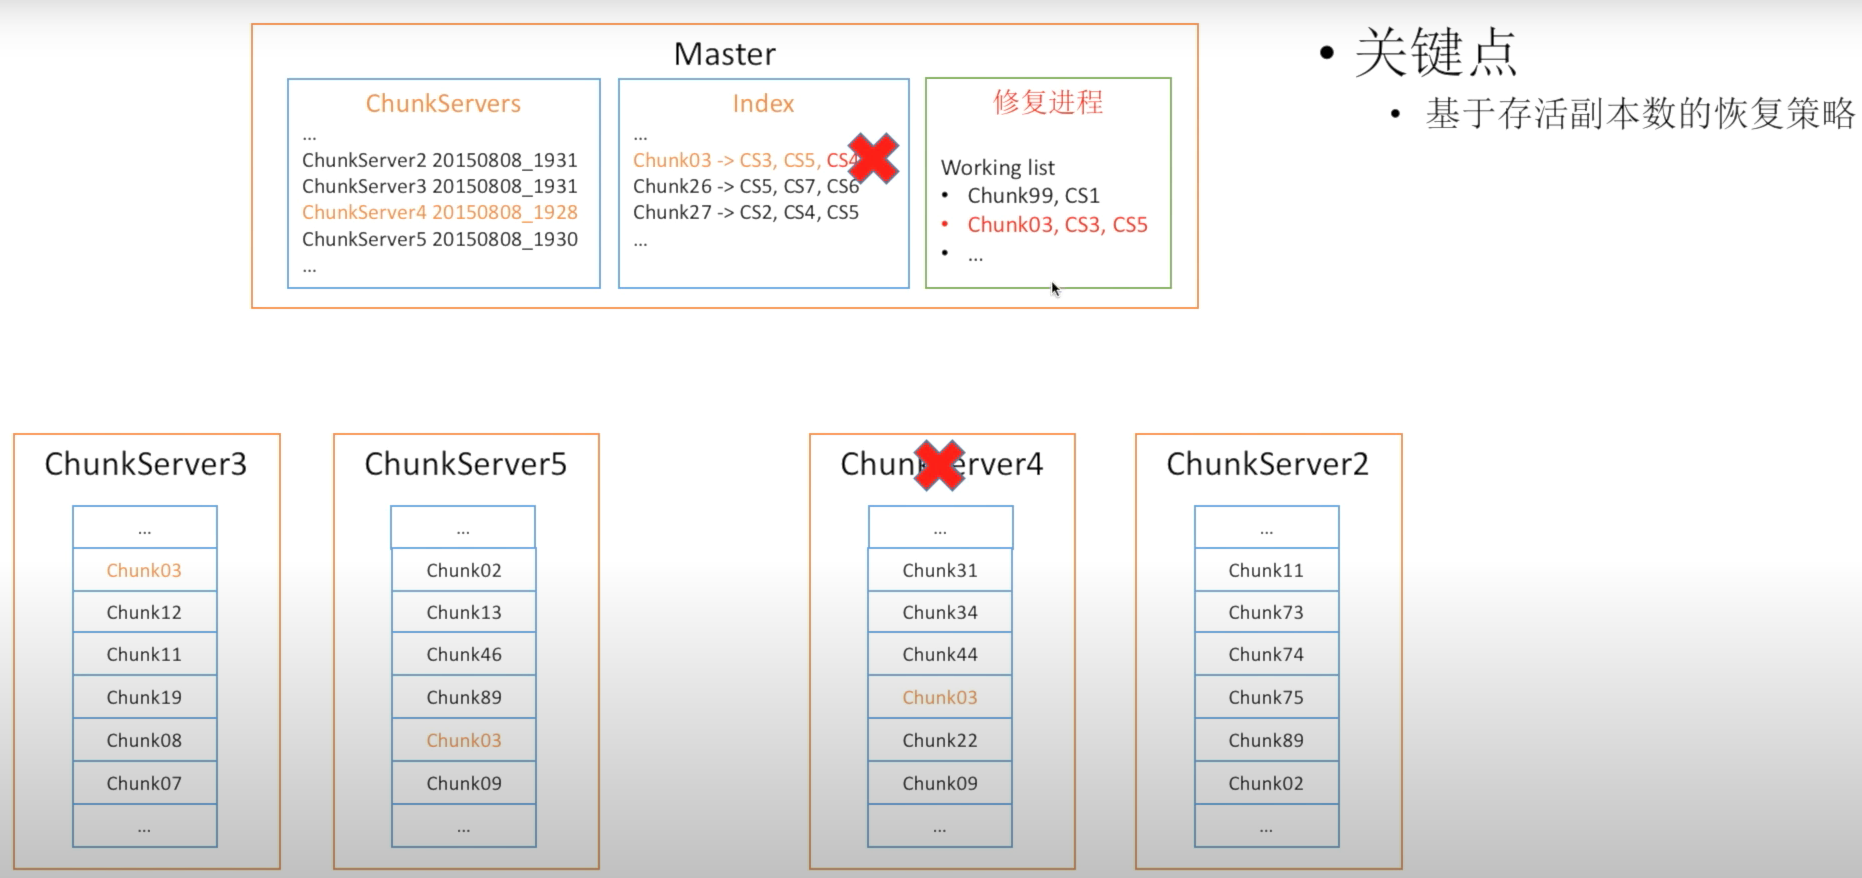 Master
ChunkServers
...
ChunkServer2 20150808_1931
ChunkServer3 20150808_1931
ChunkServer4 20150808_1928
ChunkServer5 20150808_1930
...
Index
...
Chunk03 -> CS3, CS5, CS4
Chunk26 -> CS5, CS7, CS6
Chunk27 -> CS2, CS4, CS5
...
修复进程
Working list
• Chunk99, CS1
• Chunk03, CS3, CS5
• ...
• 关键点
• 基于存活副本数的恢复策略
ChunkServer3
...
Chunk03
Chunk12
Chunk11
Chunk19
Chunk08
Chunk07
...
ChunkServer5
...
Chunk02
Chunk13
Chunk46
Chunk89
Chunk03
Chunk09
...
ChunkServer4
...
Chunk31
Chunk34
Chunk44
Chunk03
Chunk22
Chunk09
...
ChunkServer2
...
Chunk11
Chunk73
Chunk74
Chunk75
Chunk89
Chunk02
...